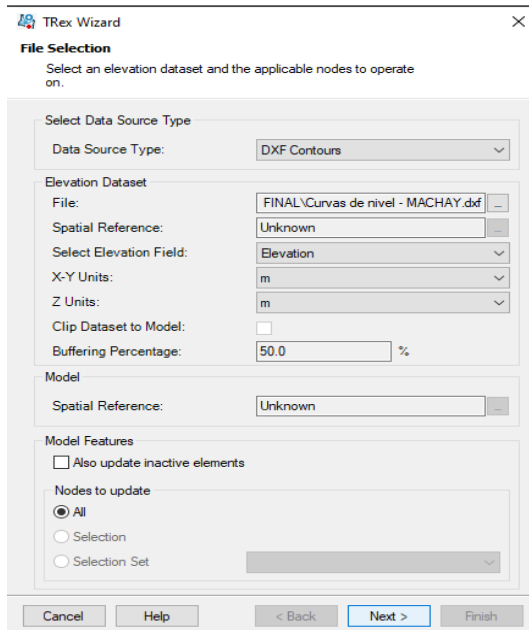 TRex Wizard
File Selection
Select an elevation dataset and the applicable nodes to operate
on.
Select Data Source Type
Data Source Type: DXF Contours
Elevation Dataset
File: FINAL\Curvas de nivel - MACHAY.dxf ...
Spatial Reference: Unknown ...
Select Elevation Field: Elevation
X-Y Units: m
Z Units: m
Clip Dataset to Model:
Buffering Percentage: 50.0 %
Model
Spatial Reference: Unknown ...
Model Features
Also update inactive elements
Nodes to update
All
Selection
Selection Set
Cancel Help < Back Next > Finish